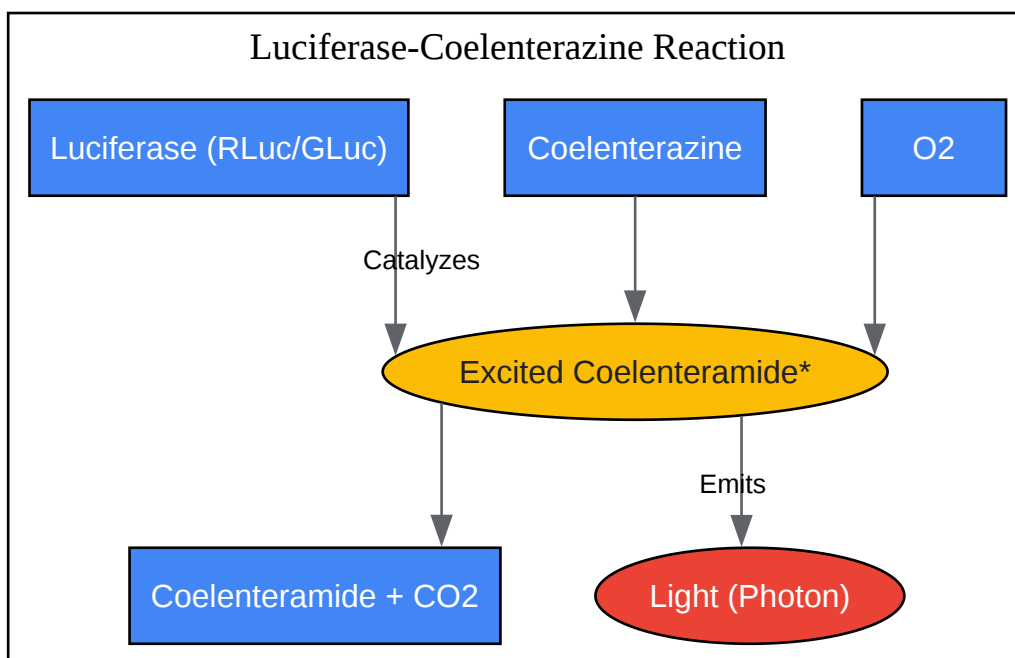 Luciferase-Coelenterazine Reaction
Luciferase (RLuc/GLuc)
Coelenterazine
O2
Catalyzes
Excited Coelenteramide*
Emits
Coelenteramide + CO2
Light (Photon)